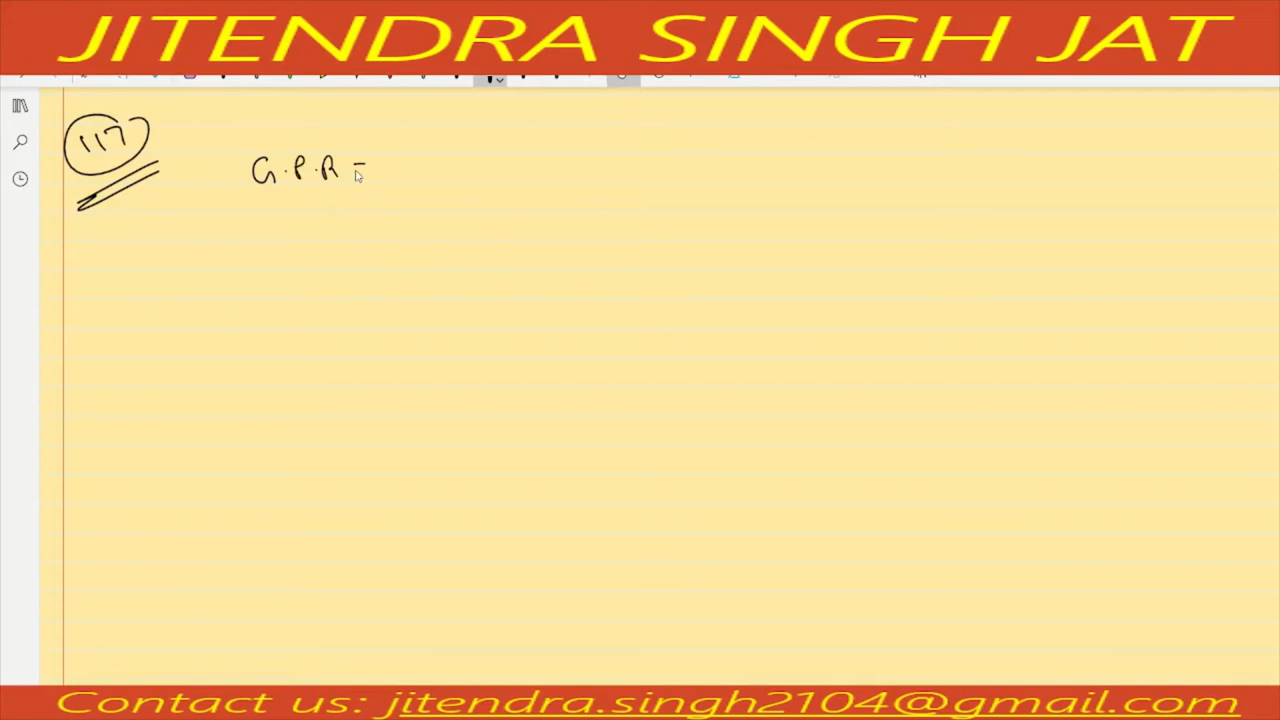 JITENDRA SINGH JAT
117
G.P.R =
Contact us: jitendra.singh2104@gmail.com